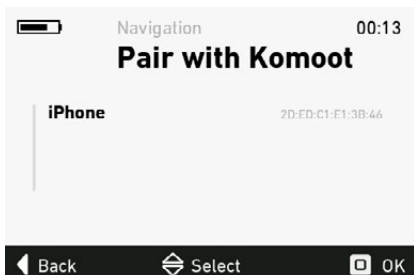 Navigation 00:13
Pair with Komoot
iPhone 2D:ED:C1:E1:3B:46
Back Select OK